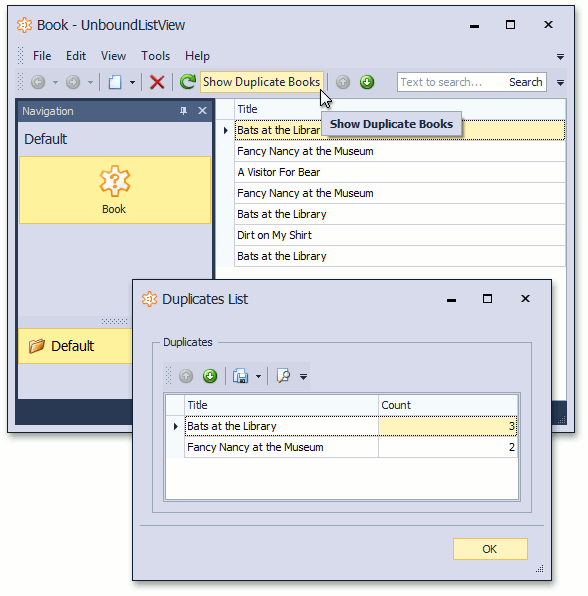 Book - UnboundListView
File Edit View Tools Help
Show Duplicate Books Text to search... Search
Navigation
Title
Default
Bats at the Library
Show Duplicate Books
Fancy Nancy at the Museum
A Visitor For Bear
Fancy Nancy at the Museum
Book
Bats at the Library
Dirt on My Shirt
Bats at the Library
Default
Duplicates List
Duplicates
Title Count
Bats at the Library 3
Fancy Nancy at the Museum 2
OK